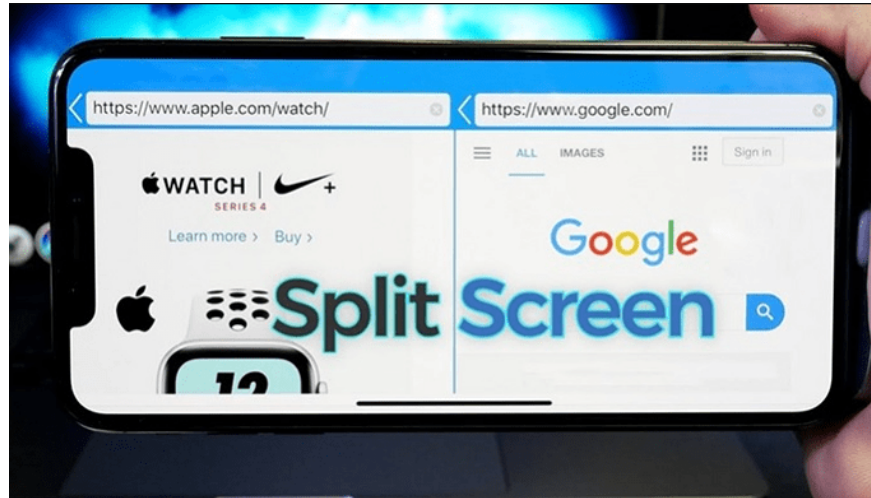 https://www.apple.com/watch/
https://www.google.com/
ALL IMAGES
Sign in
WATCH
+
SERIES 4
Learn more > Buy >
Google
Split Screen
12